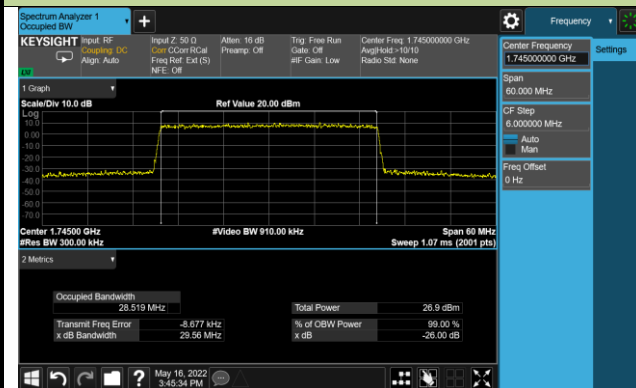 Spectrum Analyzer 1
Occupied BW
+
Frequency
KEYSIGHT
Input: RF
Coupling: DC
Align: Auto
Input Z: 50 Ω
Corr CCorr RCal
Freq Ref: Ext (S)
NFE: Off
Atten: 16 dB
Preamp: Off
Trig: Free Run
Gate: Off
#IF Gain: Low
Center Freq: 1.745000000 GHz
Avg|Hold:>10/10
Radio Std: None
Center Frequency
1.745000000 GHz
Settings
Span
60.000 MHz
CF Step
6.000000 MHz
Auto
Man
Freq Offset
0 Hz
1 Graph
Scale/Div 10.0 dB
Ref Value 20.00 dBm
Log
10.0
0.00
-10.0
-20.0
-30.0
-40.0
-50.0
-60.0
-70.0
Center 1.74500 GHz
#Video BW 910.00 kHz
Span 60 MHz
#Res BW 300.00 kHz
Sweep 1.07 ms (2001 pts)
2 Metrics
Occupied Bandwidth
28.519 MHz
Total Power
26.9 dBm
Transmit Freq Error
-8.677 kHz
% of OBW Power
99.00 %
x dB Bandwidth
29.56 MHz
x dB
-26.00 dB
?
May 16, 2022
3:45:34 PM